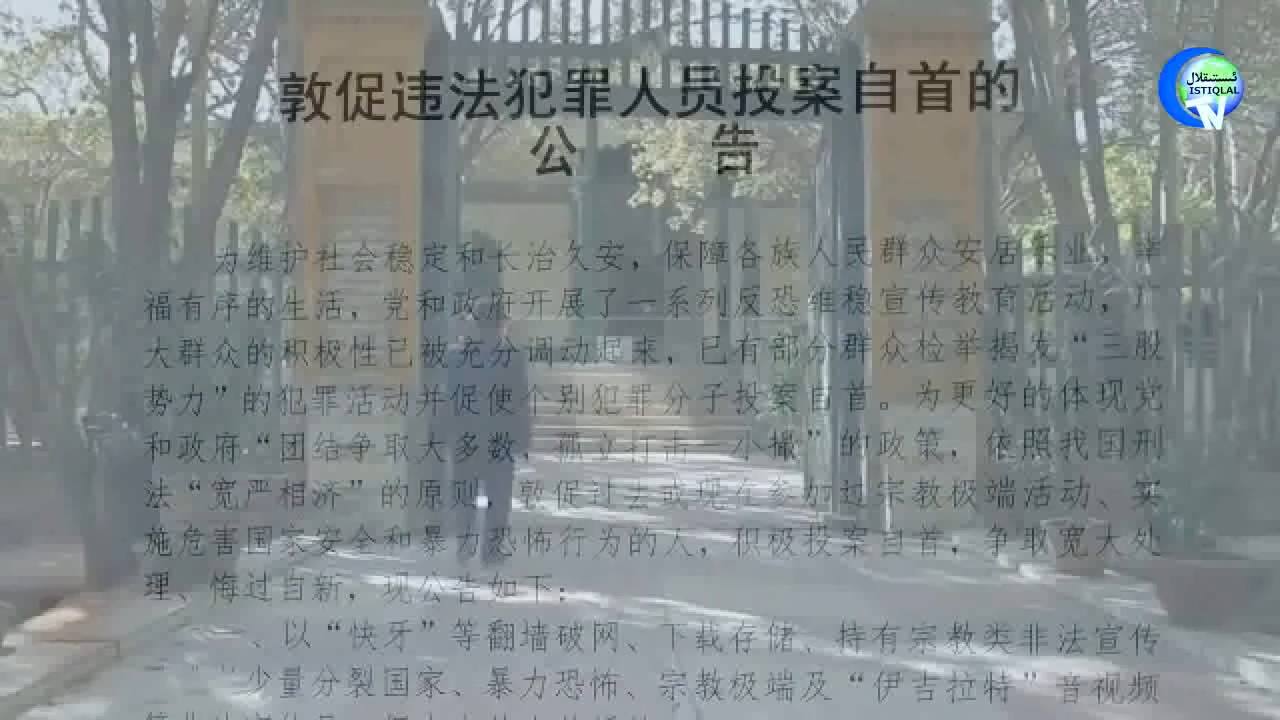 敦促违法犯罪人员投案自首的
公 告
ئىستىقلال
ISTIQLAL
TV
为维护社会稳定和长治久安，保障各族人民群众安居乐业，幸
福有序的生活，党和政府开展了一系列反恐维稳宣传教育活动，广
大群众的积极性已被充分调动起来，已有部分群众检举揭发“三股
势力”的犯罪活动并促使个别犯罪分子投案自首。为更好的体现党
和政府“团结争取大多数，孤立打击一小撮”的政策，依照我国刑
法“宽严相济”的原则，敦促过去或现在参加过宗教极端活动、实
施危害国家安全和暴力恐怖行为的人，积极投案自首，争取宽大处
理、悔过自新，现公告如下：
一、以“快牙”等翻墙破网、下载存储、持有宗教类非法宣传
少量分裂国家、暴力恐怖、宗教极端及“伊吉拉特”音视频